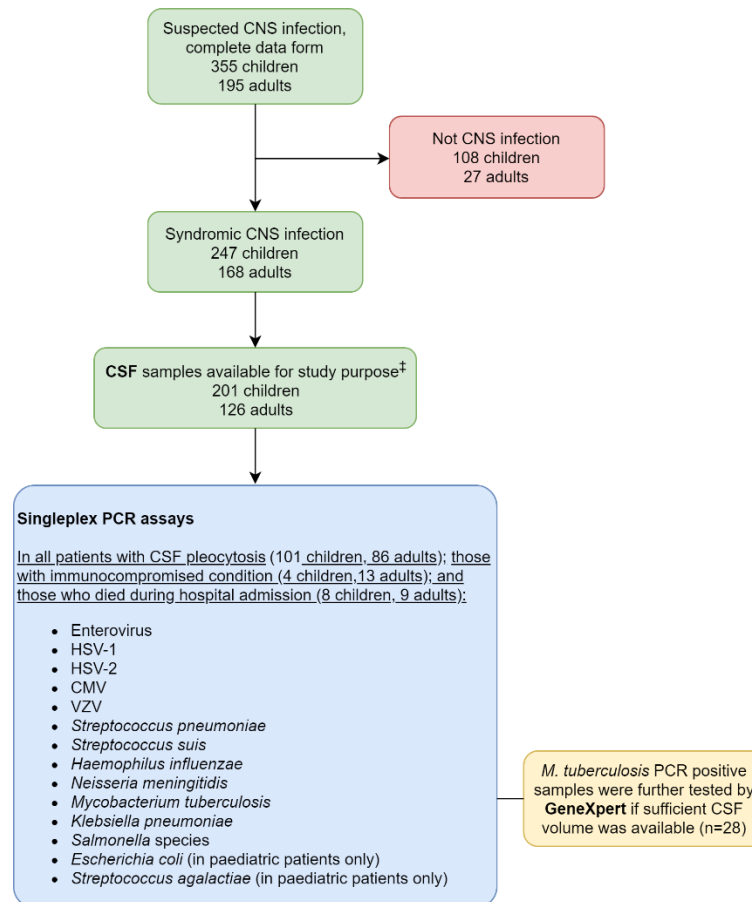 Suspected CNS infection,
complete data form
355 children
195 adults
Not CNS infection
108 children
27 adults
Syndromic CNS infection
247 children
168 adults
CSF samples available for study purpose‡
201 children
126 adults
Singleplex PCR assays
In all patients with CSF pleocytosis (101 children, 86 adults); those
with immunocompromised condition (4 children,13 adults); and
those who died during hospital admission (8 children, 9 adults):
• Enterovirus
• HSV-1
• HSV-2
• CMV
• VZV
• Streptococcus pneumoniae
• Streptococcus suis
• Haemophilus influenzae
• Neisseria meningitidis
• Mycobacterium tuberculosis
• Klebsiella pneumoniae
• Salmonella species
• Escherichia coli (in paediatric patients only)
• Streptococcus agalactiae (in paediatric patients only)
M. tuberculosis PCR positive
samples were further tested by
GeneXpert if sufficient CSF
volume was available (n=28)